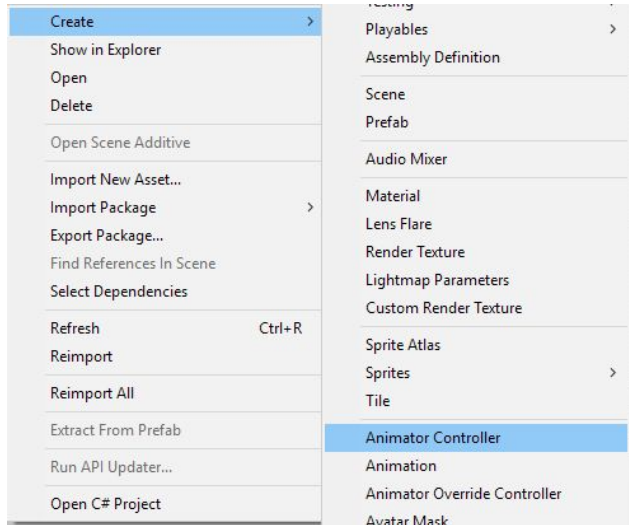 Create
Show in Explorer
Open
Delete
Open Scene Additive
Import New Asset...
Import Package
Export Package...
Find References In Scene
Select Dependencies
Refresh Ctrl+R
Reimport
Reimport All
Extract From Prefab
Run API Updater...
Open C# Project
Testing
Playables
Assembly Definition
Scene
Prefab
Audio Mixer
Material
Lens Flare
Render Texture
Lightmap Parameters
Custom Render Texture
Sprite Atlas
Sprites
Tile
Animator Controller
Animation
Animator Override Controller
Avatar Mask